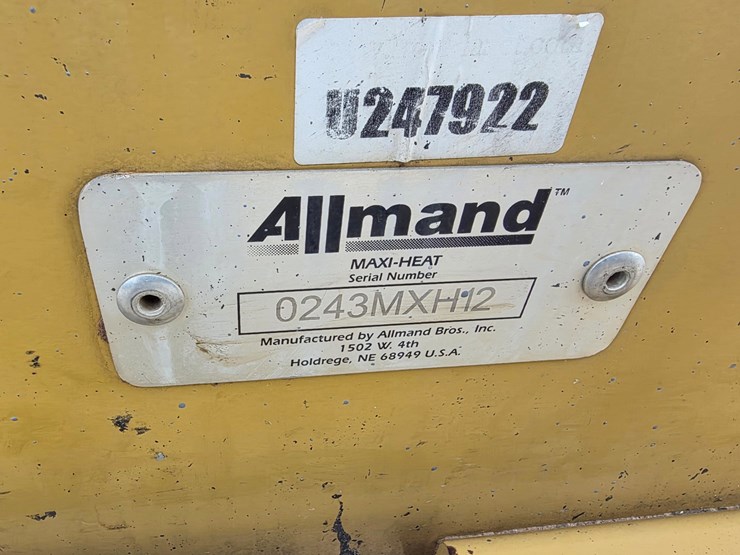 U247922
Allmand™
MAXI-HEAT
Serial Number
0243MXH12
Manufactured by Allmand Bros., Inc.
1502 W. 4th
Holdrege, NE 68949 U.S.A.